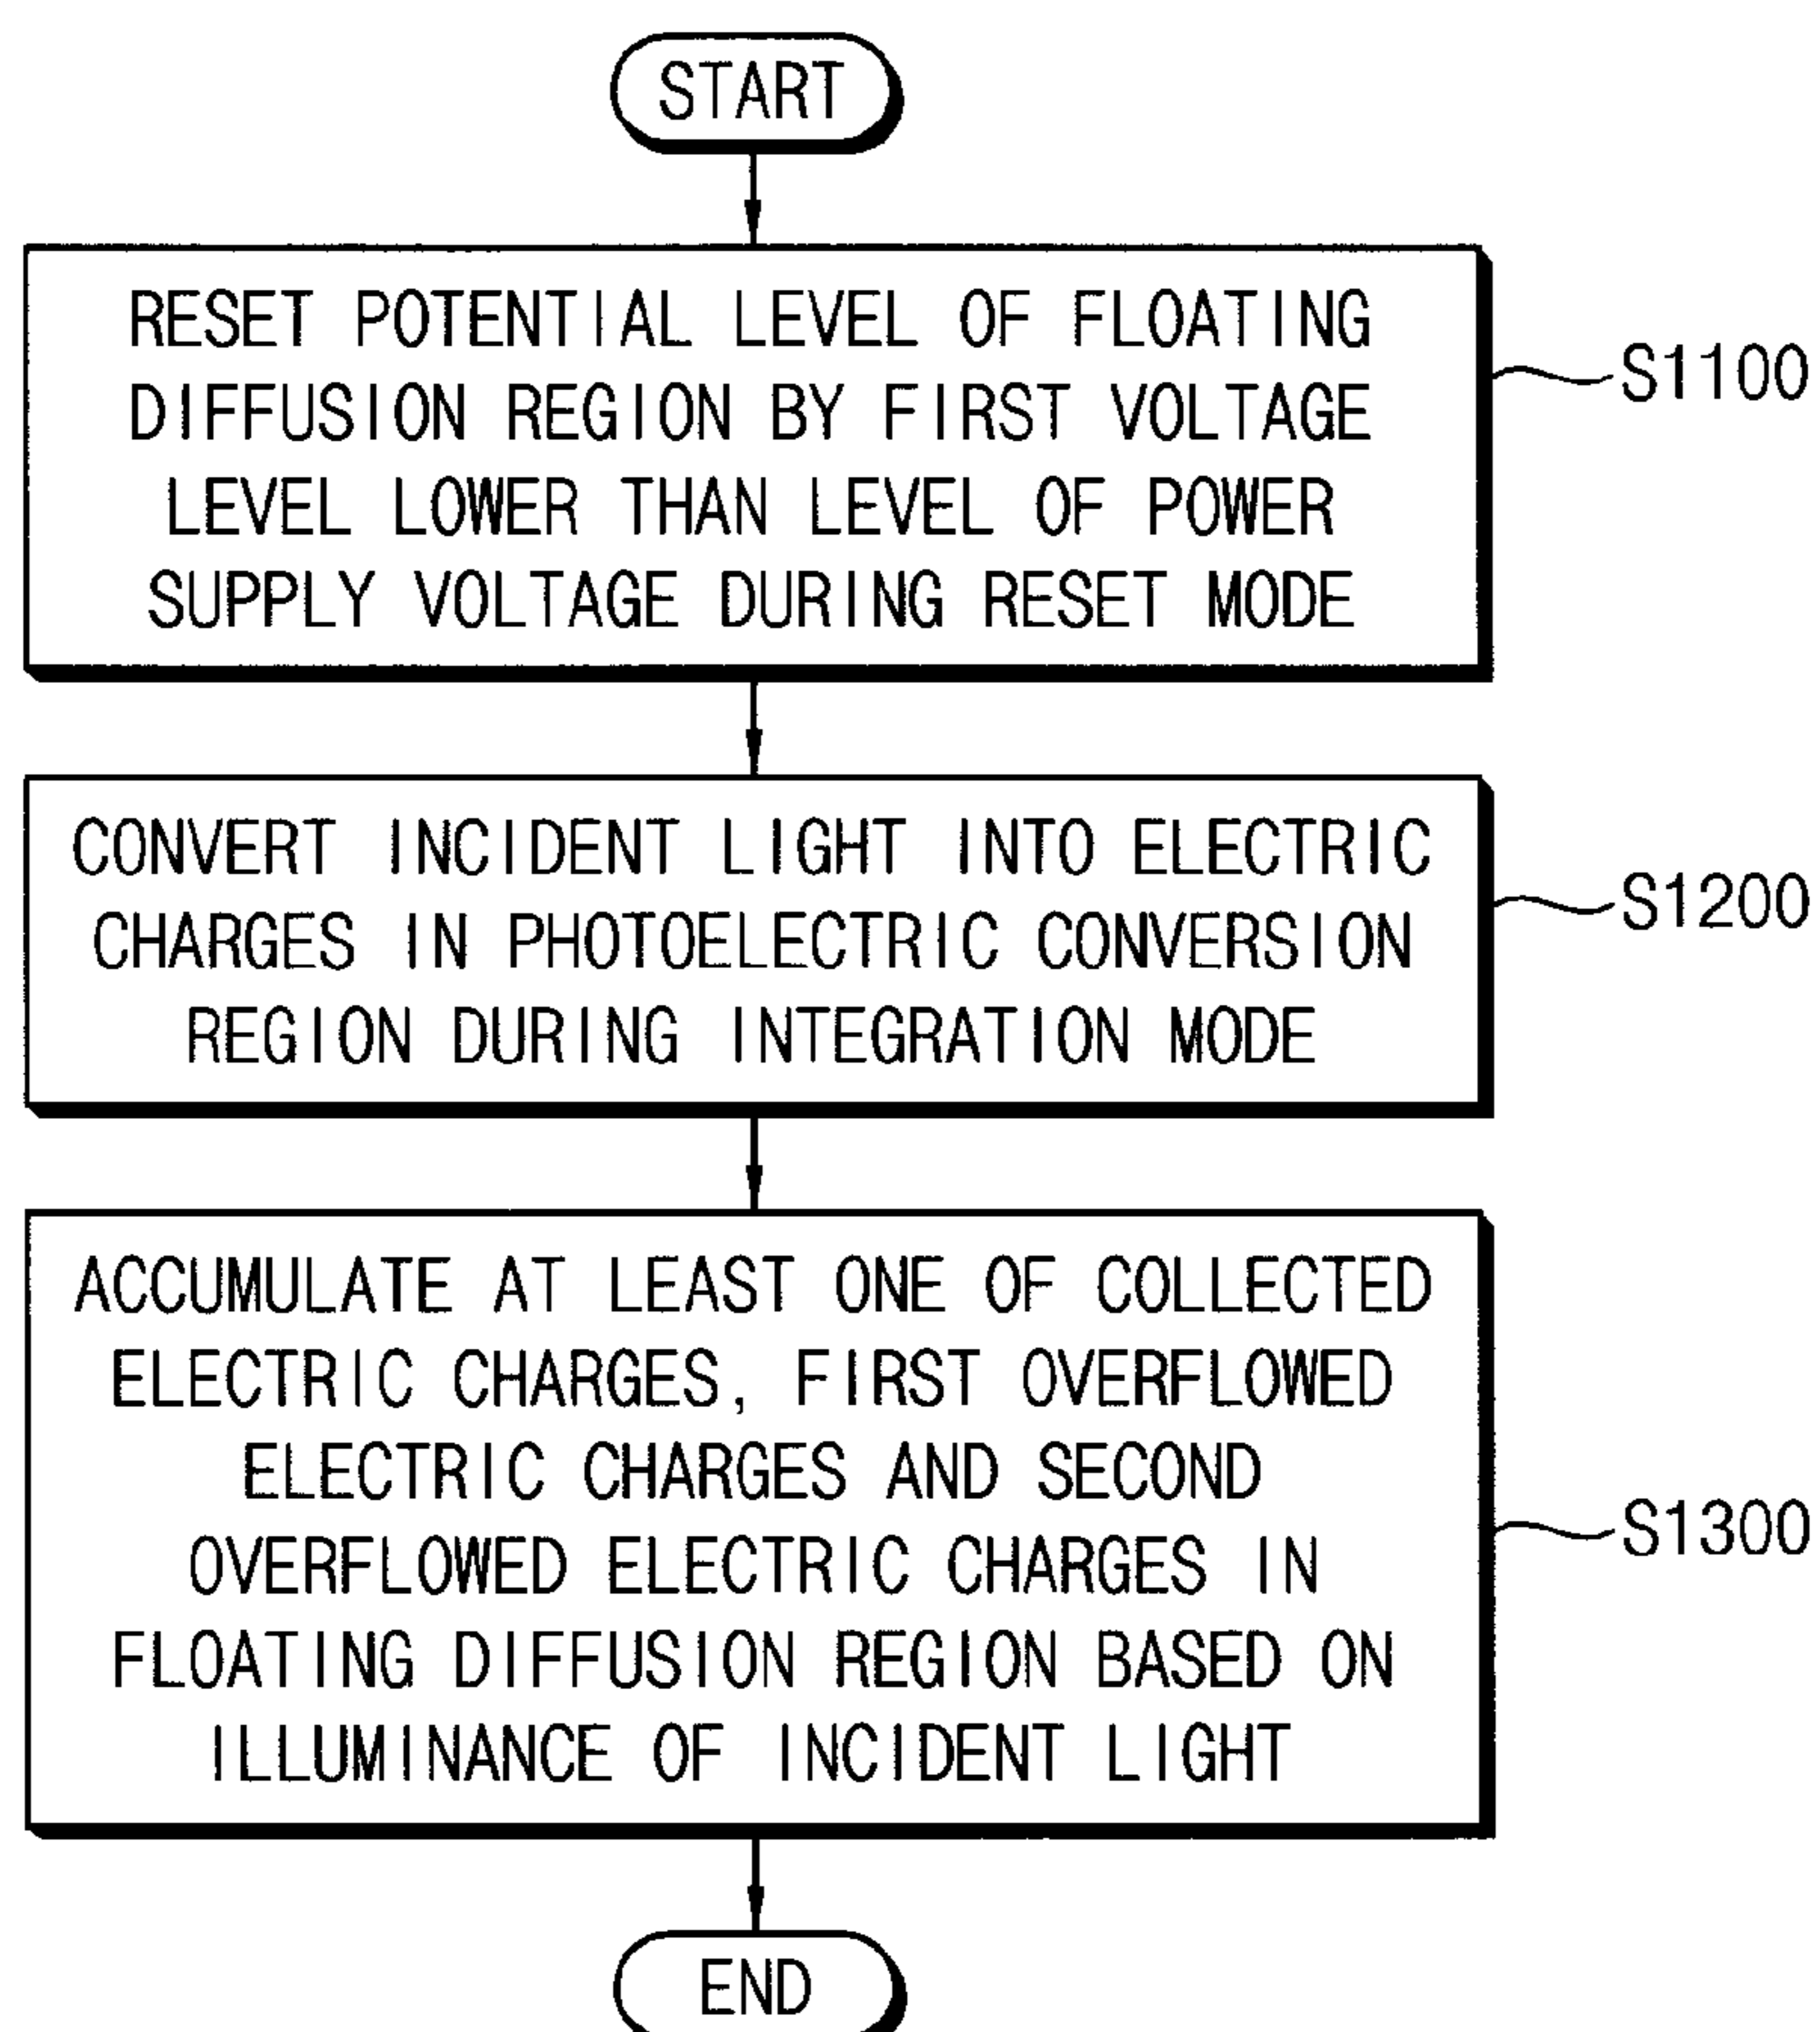 START
RESET POTENTIAL LEVEL OF FLOATING
DIFFUSION REGION BY FIRST VOLTAGE
LEVEL LOWER THAN LEVEL OF POWER
SUPPLY VOLTAGE DURING RESET MODE
S1100
CONVERT INCIDENT LIGHT INTO ELECTRIC
CHARGES IN PHOTOELECTRIC CONVERSION
REGION DURING INTEGRATION MODE
S1200
ACCUMULATE AT LEAST ONE OF COLLECTED
ELECTRIC CHARGES, FIRST OVERFLOWED
ELECTRIC CHARGES AND SECOND
OVERFLOWED ELECTRIC CHARGES IN
FLOATING DIFFUSION REGION BASED ON
ILLUMINANCE OF INCIDENT LIGHT
S1300
END